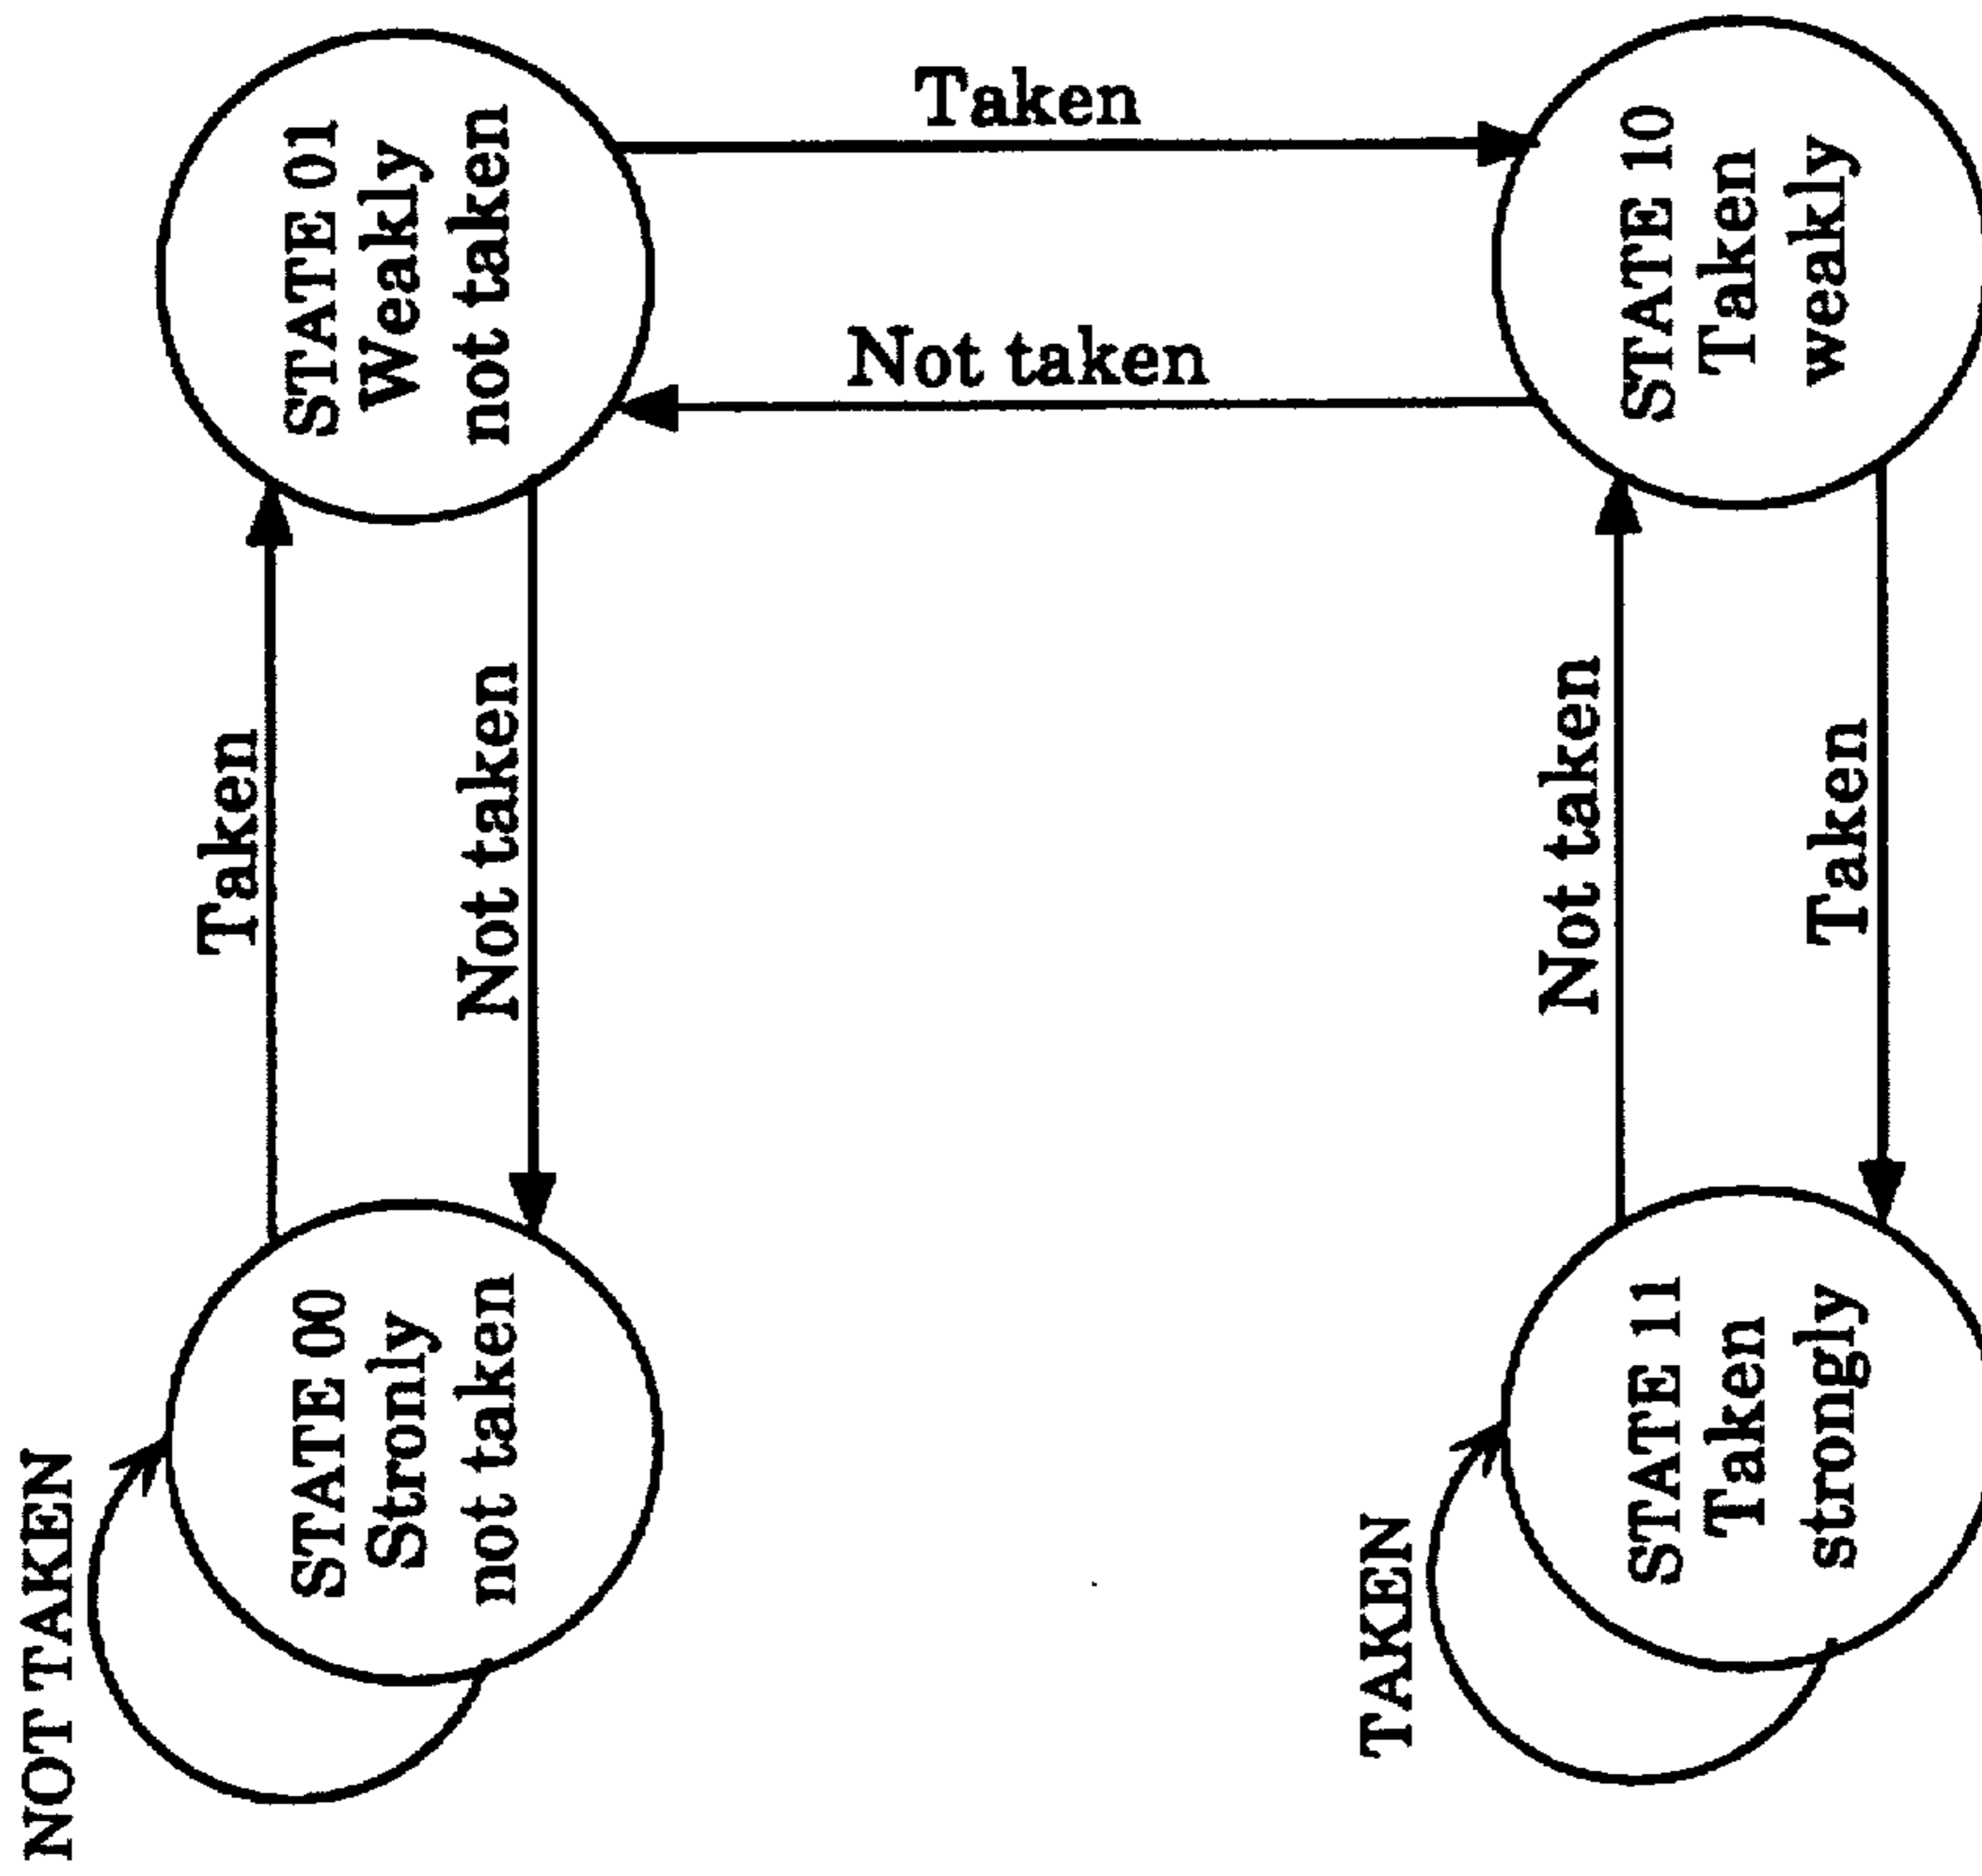 NOT TAKEN
STATE 00
Stronly
not taken
Taken
Not taken
STATE 01
Weakly
not taken
Taken
Not taken
TAKEN
STATE 11
Taken
strongly
Not taken
Taken
STATE 10
Taken
weakly